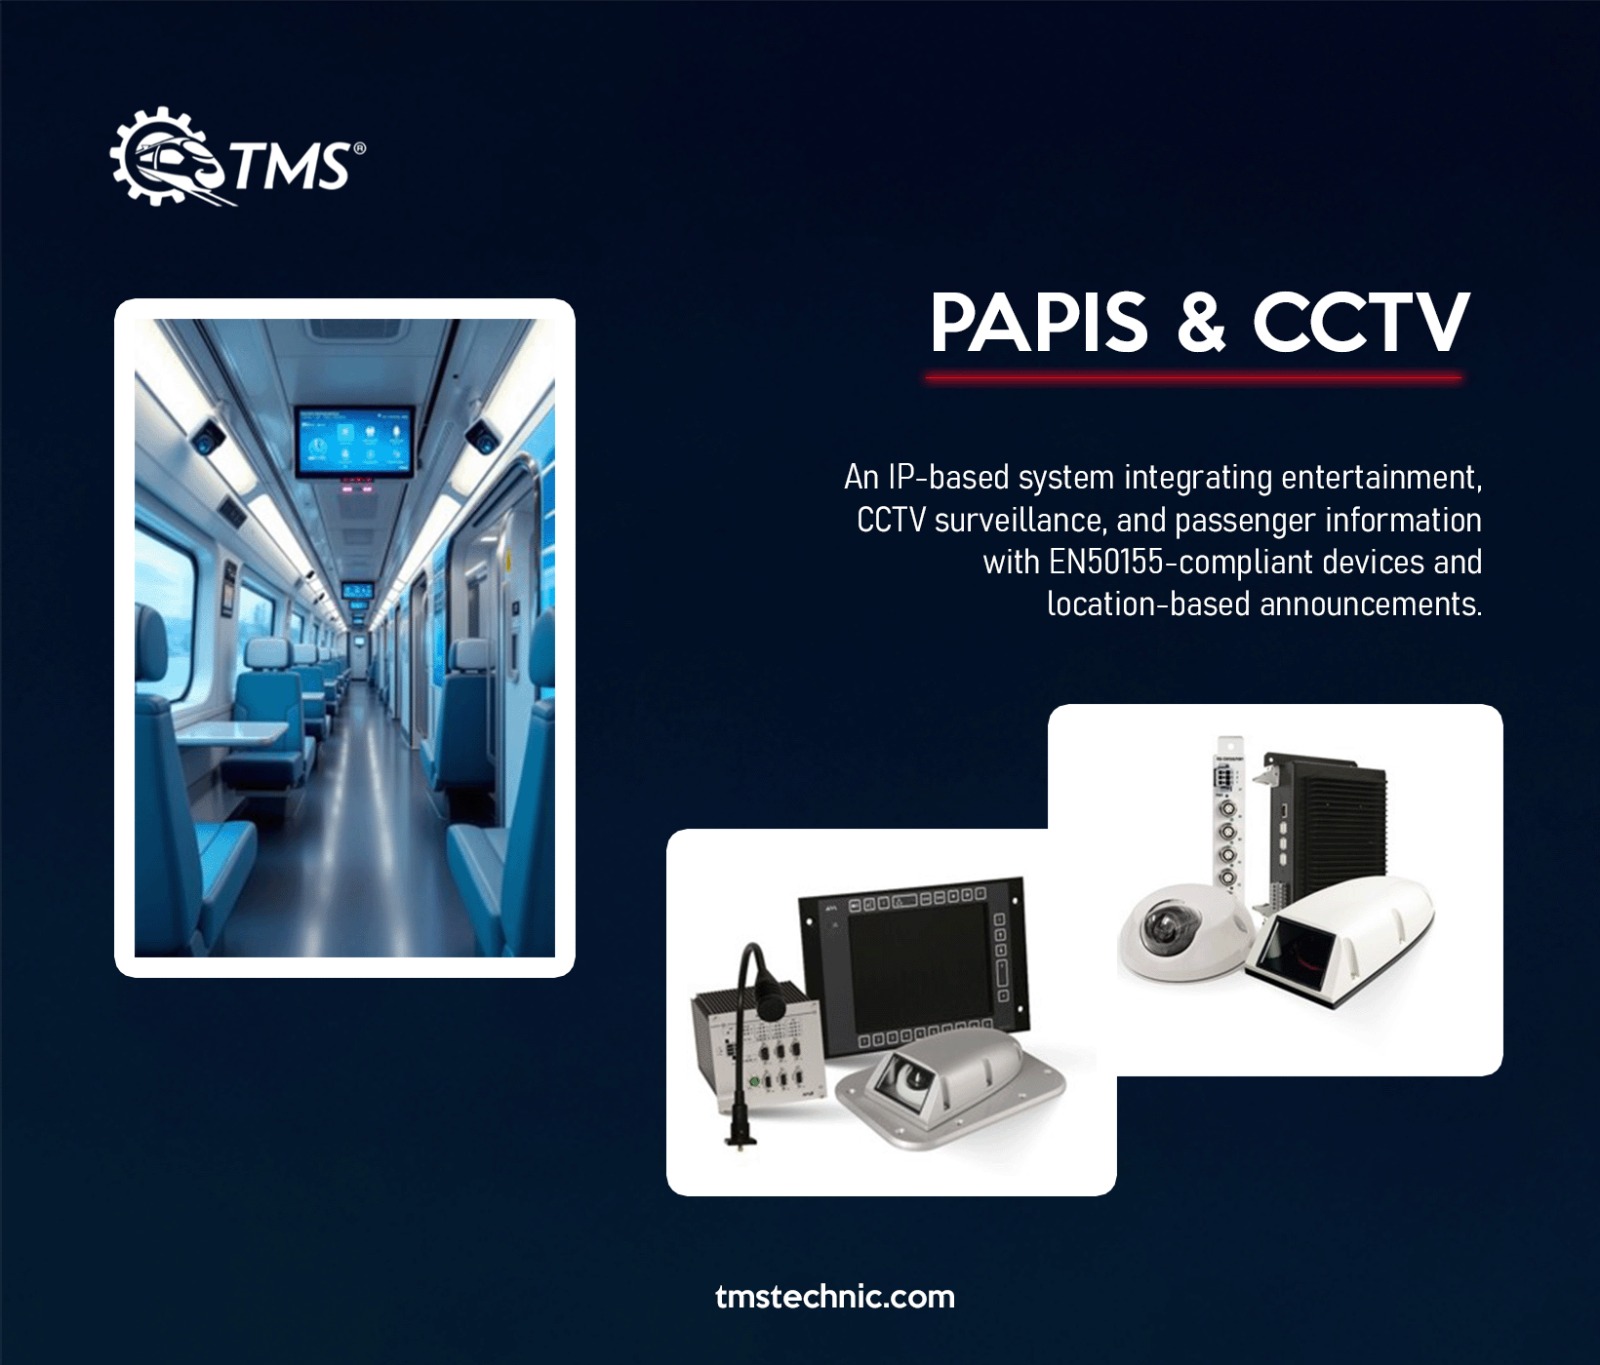 TMS®
PAPIS & CCTV
An IP-based system integrating entertainment,
CCTV surveillance, and passenger information
with EN50155-compliant devices and
location-based announcements.
tmstechnic.com